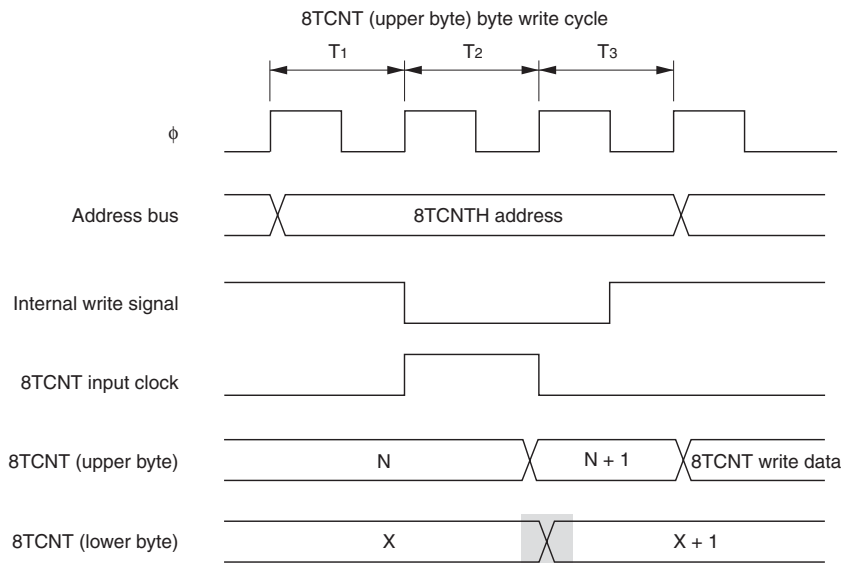 8TCNT (upper byte) byte write cycle
T1 T2 T3
ϕ
Address bus 8TCNTH address
Internal write signal
8TCNT input clock
8TCNT (upper byte) N N + 1 8TCNT write data
8TCNT (lower byte) X X + 1